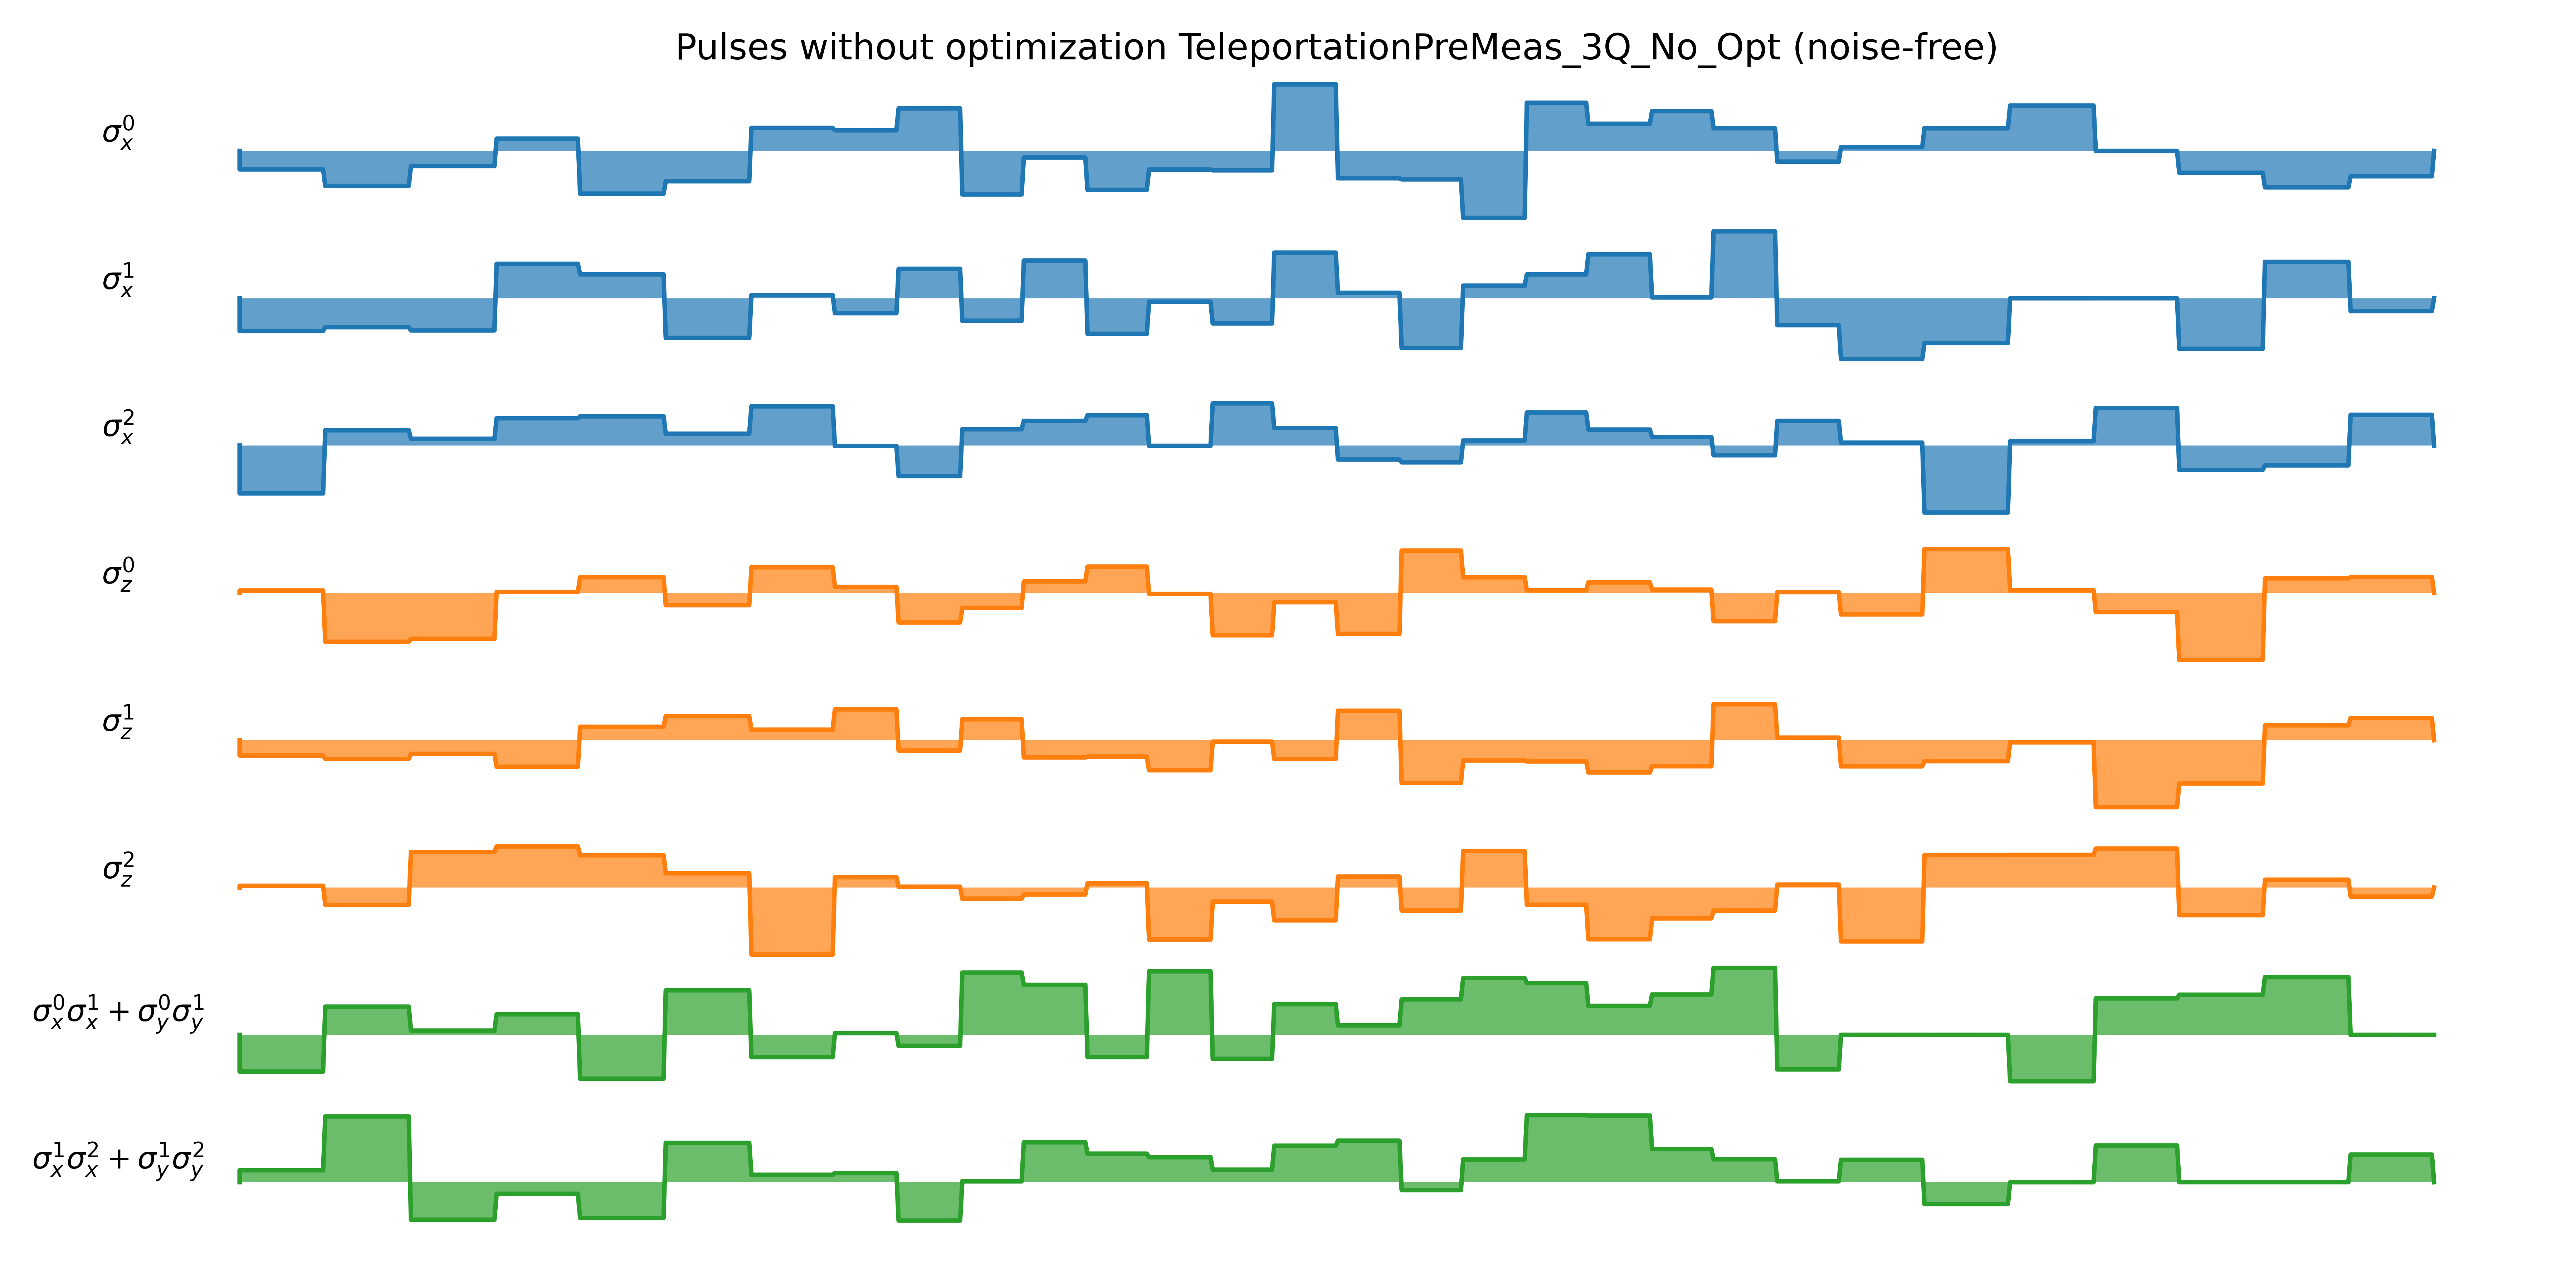 Pulses without optimization TeleportationPreMeas_3Q_No_Opt (noise-free)
σ_x^0
σ_x^1
σ_x^2
σ_z^0
σ_z^1
σ_z^2
σ_x^0σ_x^1 + σ_y^0σ_y^1
σ_x^1σ_x^2 + σ_y^1σ_y^2